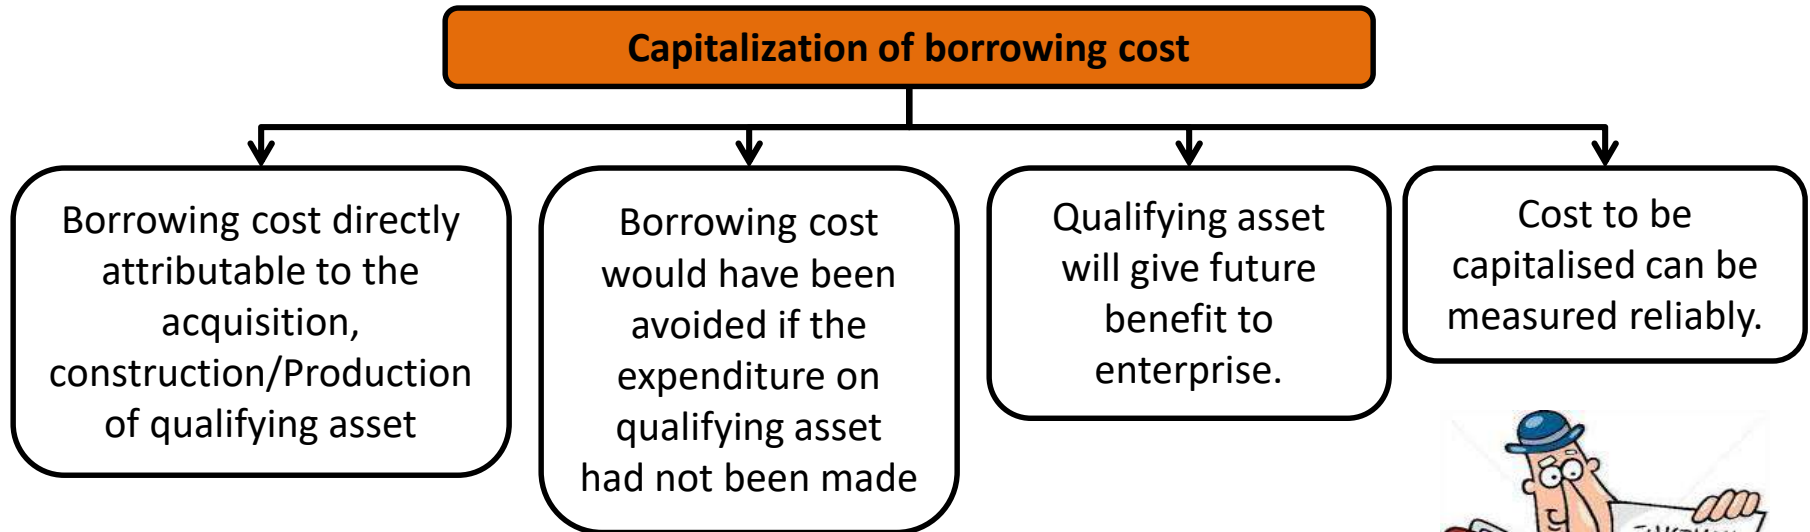 Capitalization of borrowing cost
Borrowing cost directly
attributable to the
acquisition,
construction/Production
of qualifying asset
Borrowing cost
would have been
avoided if the
expenditure on
qualifying asset
had not been made
Qualifying asset
will give future
benefit to
enterprise.
Cost to be
capitalised can be
measured reliably.